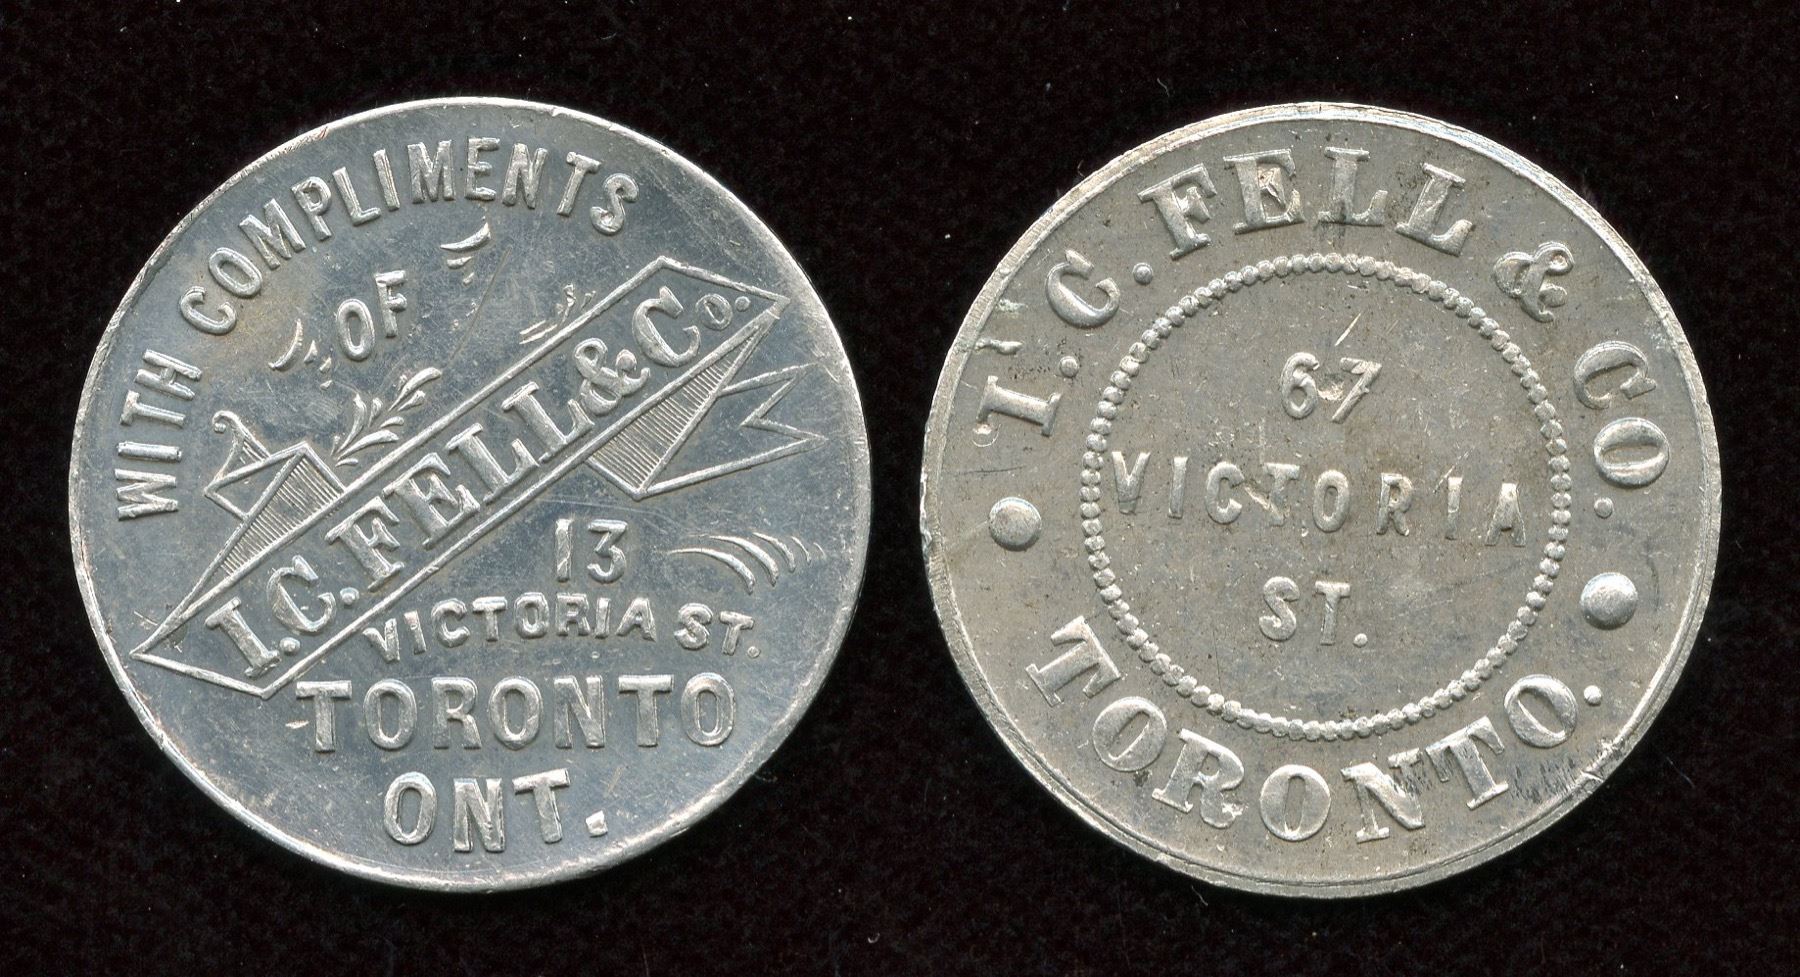 WITH COMPLIMENTS
OF
I.C. FELL & Co.
13
VICTORIA ST.
TORONTO
ONT.
I.C. FELL & CO.
67
VICTORIA
ST.
TORONTO.